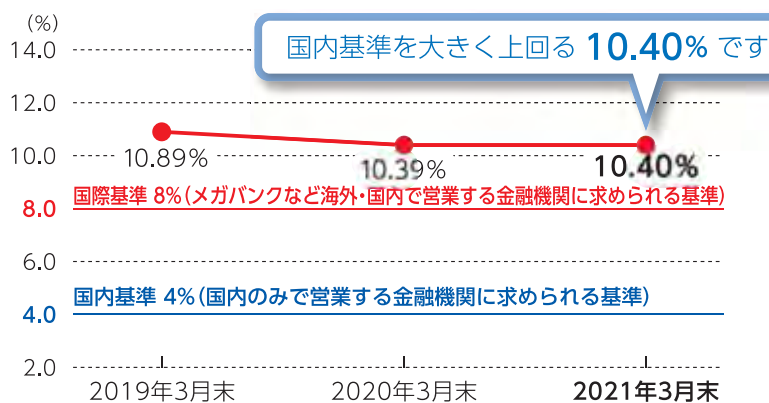 (%)
14.0
国内基準を大きく上回る 10.40% です
12.0
10.0
10.89%
10.39%
10.40%
国際基準 8%(メガバンクなど海外・国内で営業する金融機関に求められる基準)
8.0
6.0
国内基準 4%(国内のみで営業する金融機関に求められる基準)
4.0
2.0
2019年3月末
2020年3月末
2021年3月末